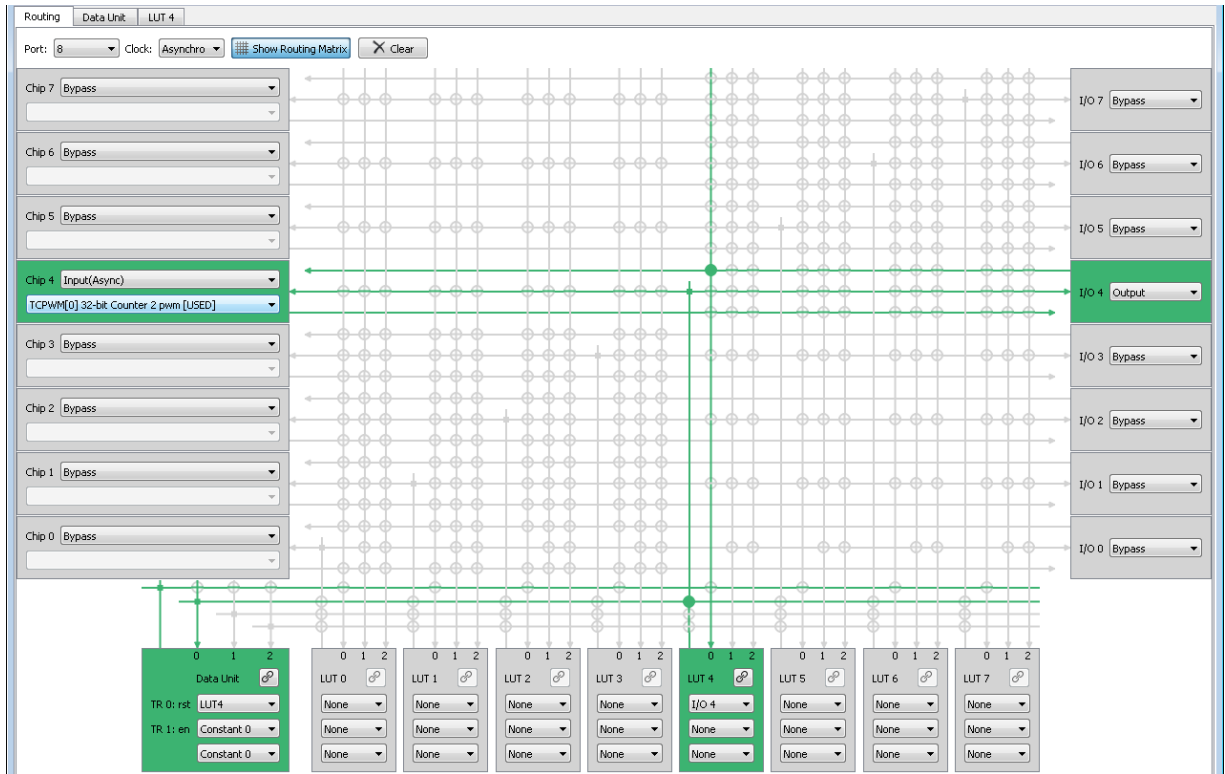 Routing Data Unit LUT 4
Port: 8 Clock: Asynchro Show Routing Matrix Clear
Chip 7 Bypass
I/O 7 Bypass
Chip 6 Bypass
I/O 6 Bypass
Chip 5 Bypass
I/O 5 Bypass
Chip 4 Input(Async)
TCPWM[0] 32-bit Counter 2 pwm [USED]
I/O 4 Output
Chip 3 Bypass
I/O 3 Bypass
Chip 2 Bypass
I/O 2 Bypass
Chip 1 Bypass
I/O 1 Bypass
Chip 0 Bypass
I/O 0 Bypass
0 1 2 0 1 2 0 1 2 0 1 2 0 1 2 0 1 2 0 1 2 0 1 2 0 1 2
Data Unit LUT 0 LUT 1 LUT 2 LUT 3 LUT 4 LUT 5 LUT 6 LUT 7
TR 0: rst LUT4 None None None None I/O 4 None None None
TR 1: en Constant 0 None None None None None None None None
Constant 0 None None None None None None None None